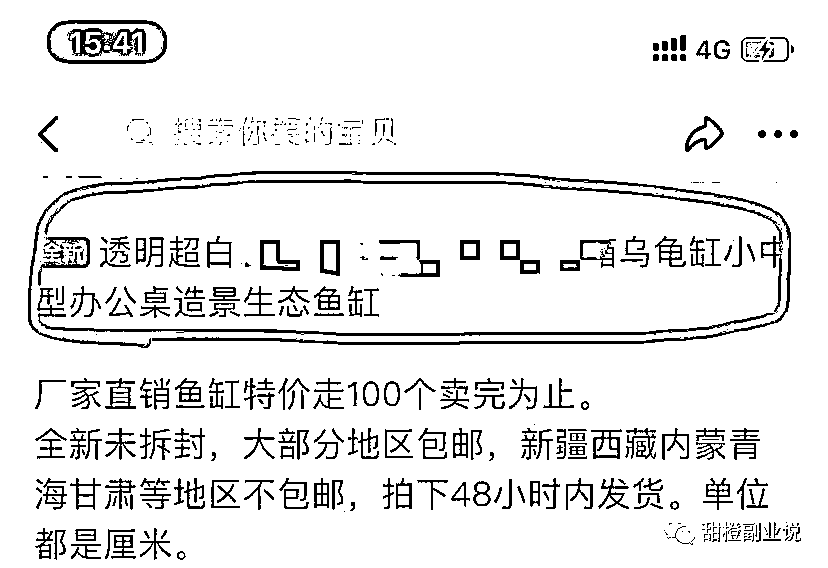 15:41
4G
搜索你要的宝贝
全新 透明超白 乌龟缸小中
型办公桌造景生态鱼缸
厂家直销鱼缸特价走100个卖完为止。
全新未拆封，大部分地区包邮，新疆西藏内蒙青
海甘肃等地区不包邮，拍下48小时内发货。单位
都是厘米。
甜橙副业说